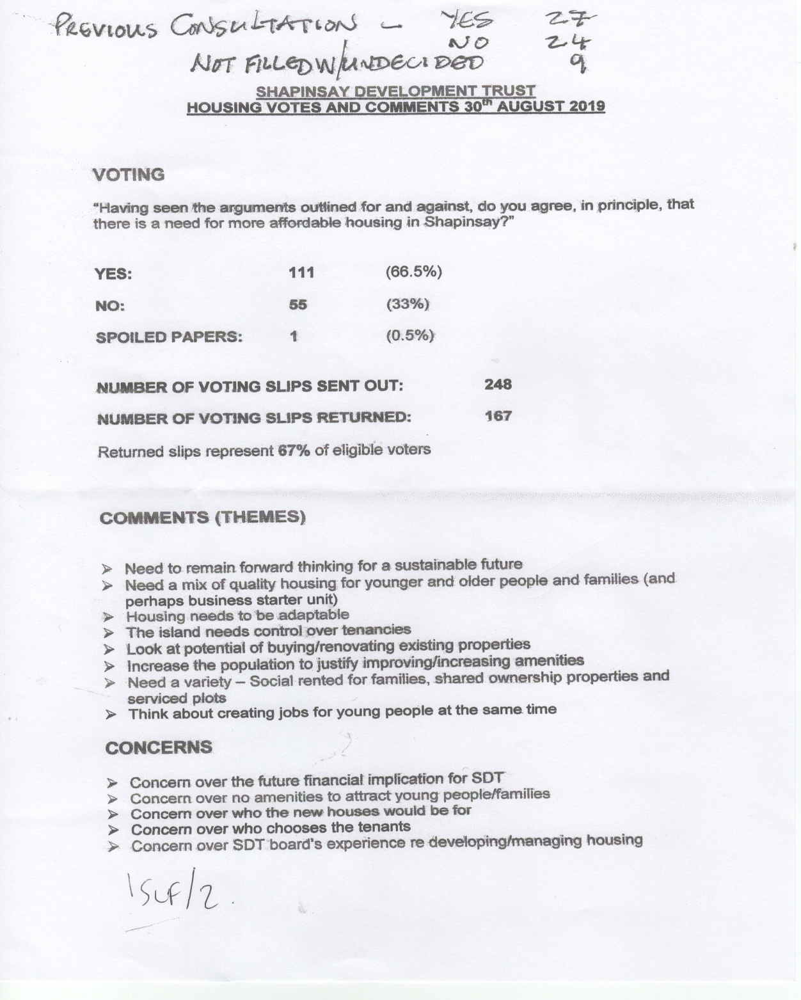 PREVIOUS CONSULTATION – YES 27
NO 24
NOT FILLED IN/UNDECIDED 9
SHAPINSAY DEVELOPMENT TRUST
HOUSING VOTES AND COMMENTS 30th AUGUST 2019
VOTING
“Having seen the arguments outlined for and against, do you agree, in principle, that
there is a need for more affordable housing in Shapinsay?”
YES: 111 (66.5%)
NO: 55 (33%)
SPOILED PAPERS: 1 (0.5%)
NUMBER OF VOTING SLIPS SENT OUT: 248
NUMBER OF VOTING SLIPS RETURNED: 167
Returned slips represent 67% of eligible voters
COMMENTS (THEMES)
➢ Need to remain forward thinking for a sustainable future
➢ Need a mix of quality housing for younger and older people and families (and
perhaps business starter unit)
➢ Housing needs to be adaptable
➢ The island needs control over tenancies
➢ Look at potential of buying/renovating existing properties
➢ Increase the population to justify improving/increasing amenities
➢ Need a variety – Social rented for families, shared ownership properties and
serviced plots
➢ Think about creating jobs for young people at the same time
CONCERNS
➢ Concern over the future financial implication for SDT
➢ Concern over no amenities to attract young people/families
➢ Concern over who the new houses would be for
➢ Concern over who chooses the tenants
➢ Concern over SDT board's experience re developing/managing housing